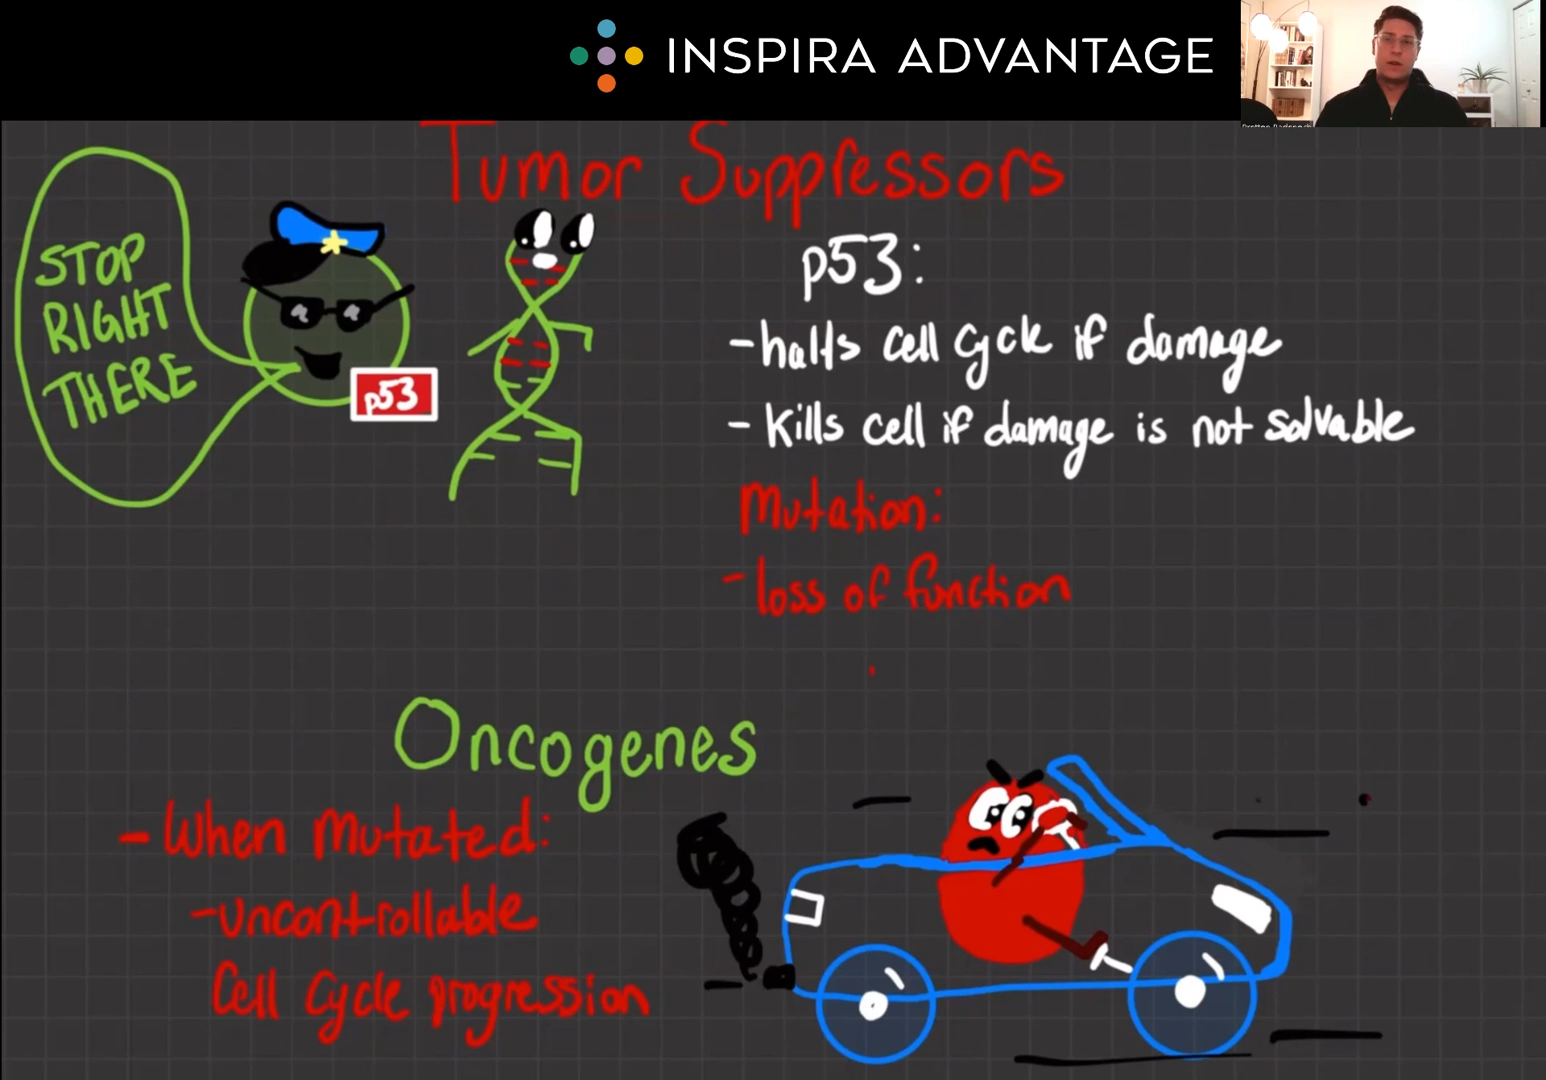 INSPIRA ADVANTAGE
Tumor Suppressors
STOP
RIGHT
THERE
p53
p53:
- halts cell cycle if damage
- Kills cell if damage is not solvable
Mutation:
- loss of function
Oncogenes
- When Mutated:
- uncontrollable
Cell Cycle progression